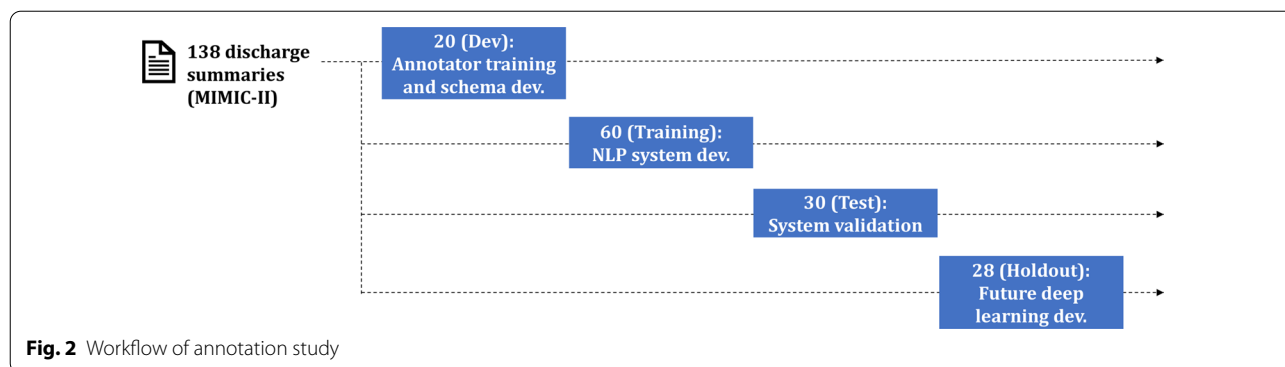 138 discharge
summaries
(MIMIC-II)
20 (Dev):
Annotator training
and schema dev.
60 (Training):
NLP system dev.
30 (Test):
System validation
28 (Holdout):
Future deep
learning dev.
Fig. 2 Workflow of annotation study